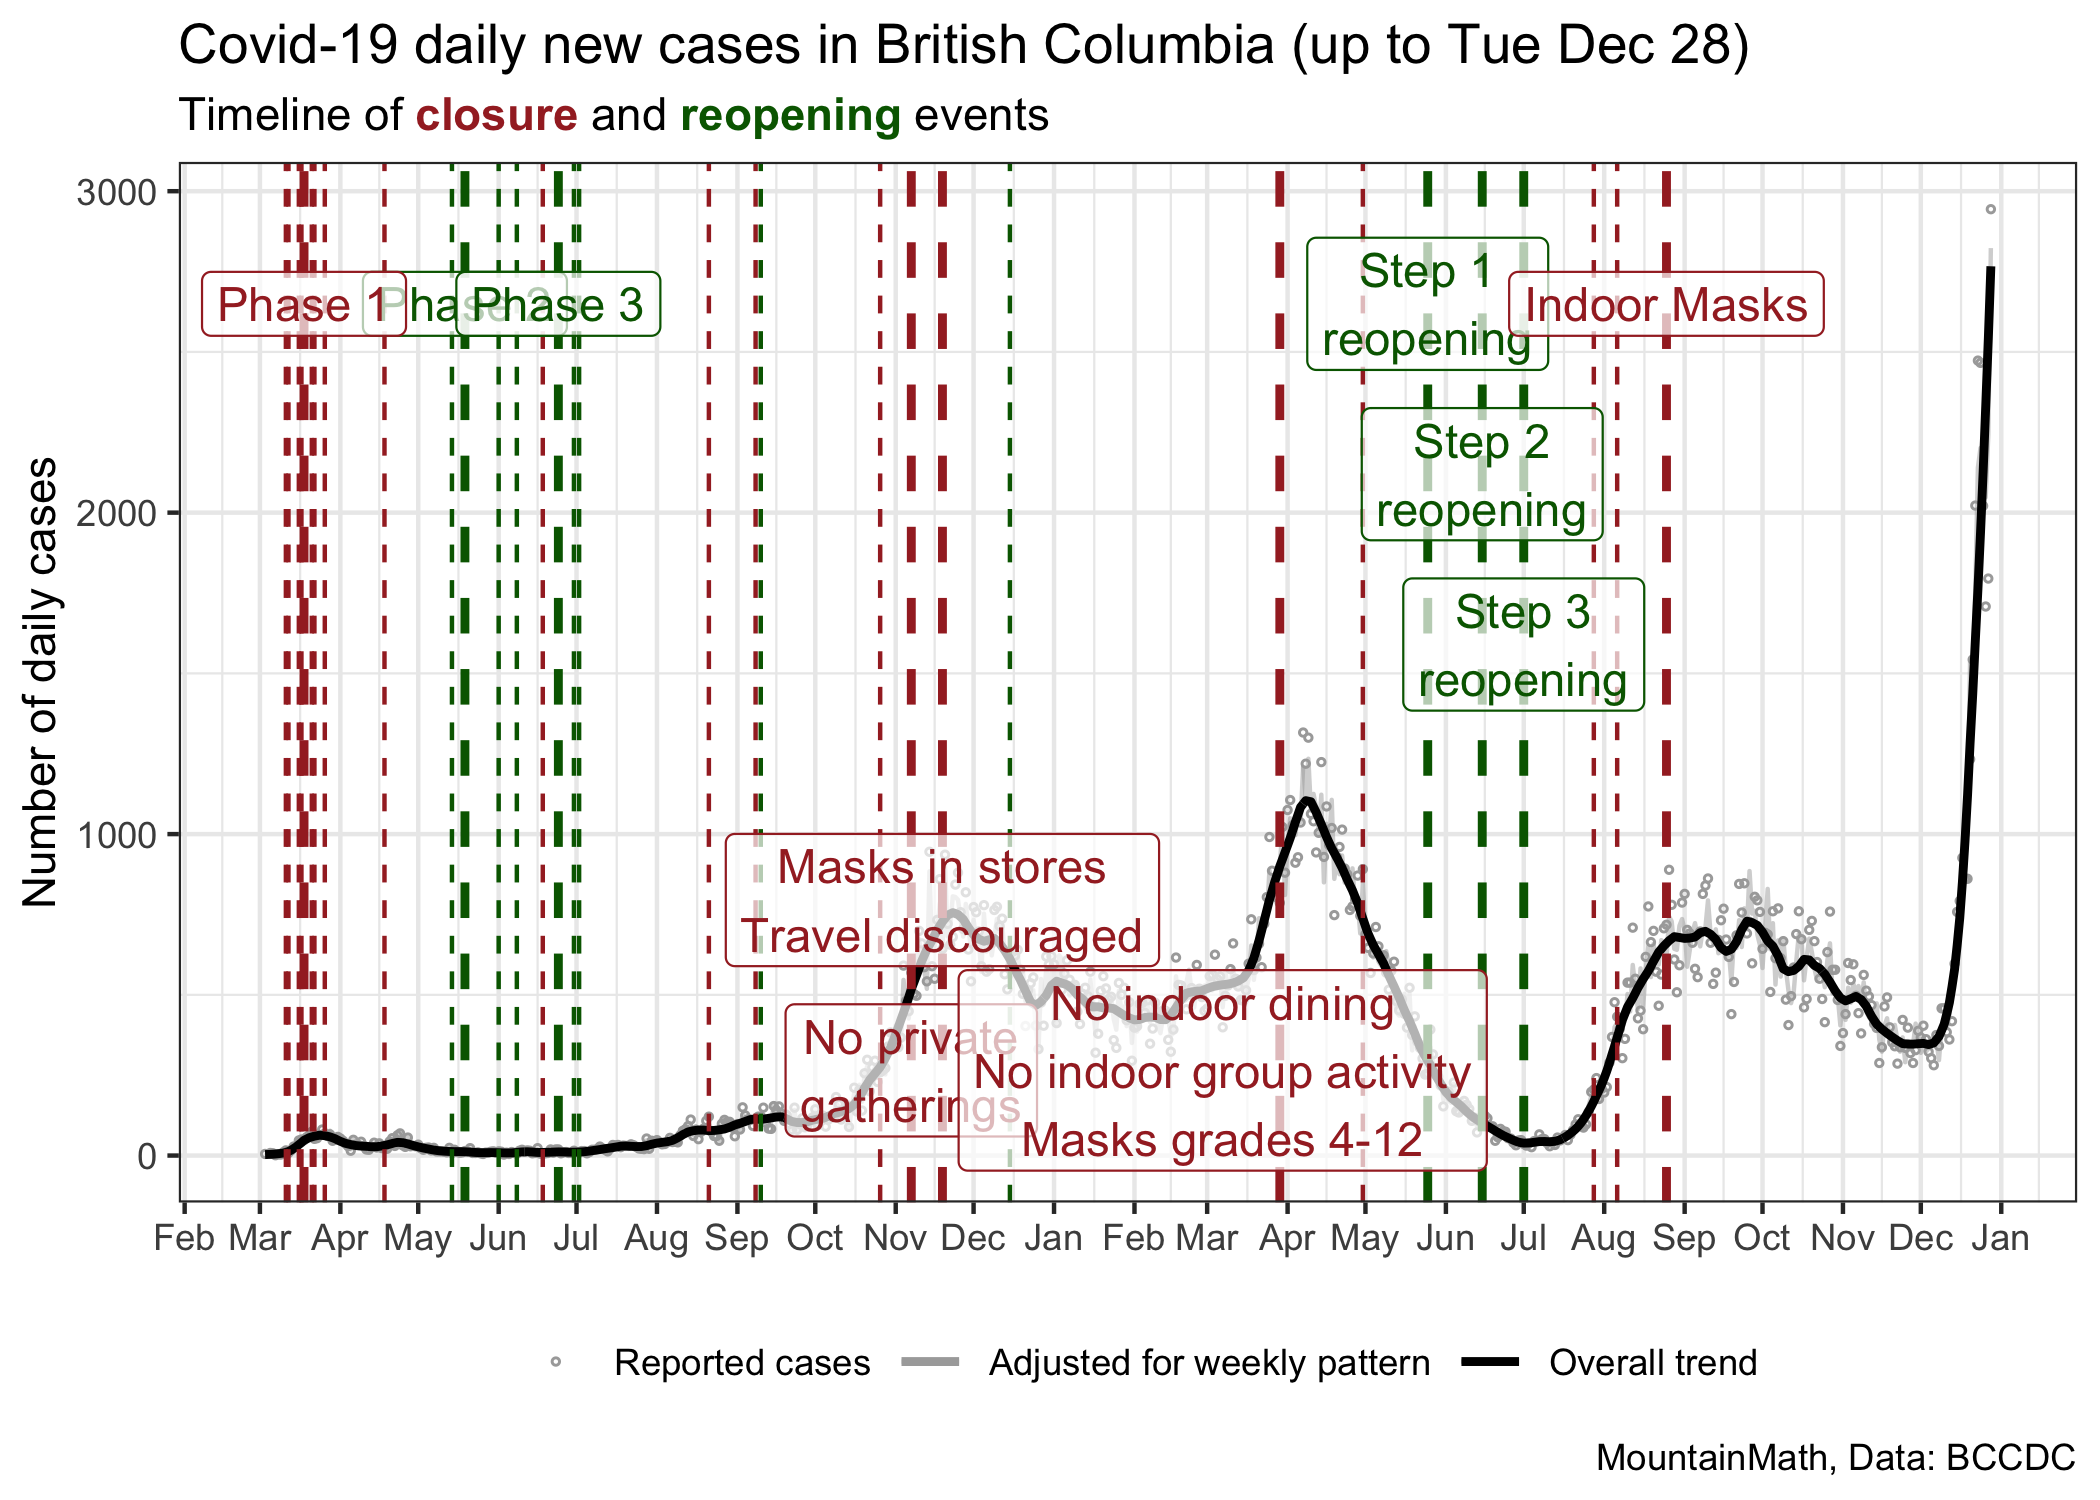 Covid-19 daily new cases in British Columbia (up to Tue Dec 28)
Timeline of closure and reopening events
Number of daily cases
3000
2000
1000
0
Phase 1
Phase 2
Phase 3
Step 1
reopening
Indoor Masks
Step 2
reopening
Step 3
reopening
Masks in stores
Travel discouraged
No private
gatherings
No indoor dining
No indoor group activity
Masks grades 4-12
Feb Mar Apr May Jun Jul Aug Sep Oct Nov Dec Jan Feb Mar Apr May Jun Jul Aug Sep Oct Nov Dec Jan
Reported cases Adjusted for weekly pattern Overall trend
MountainMath, Data: BCCDC